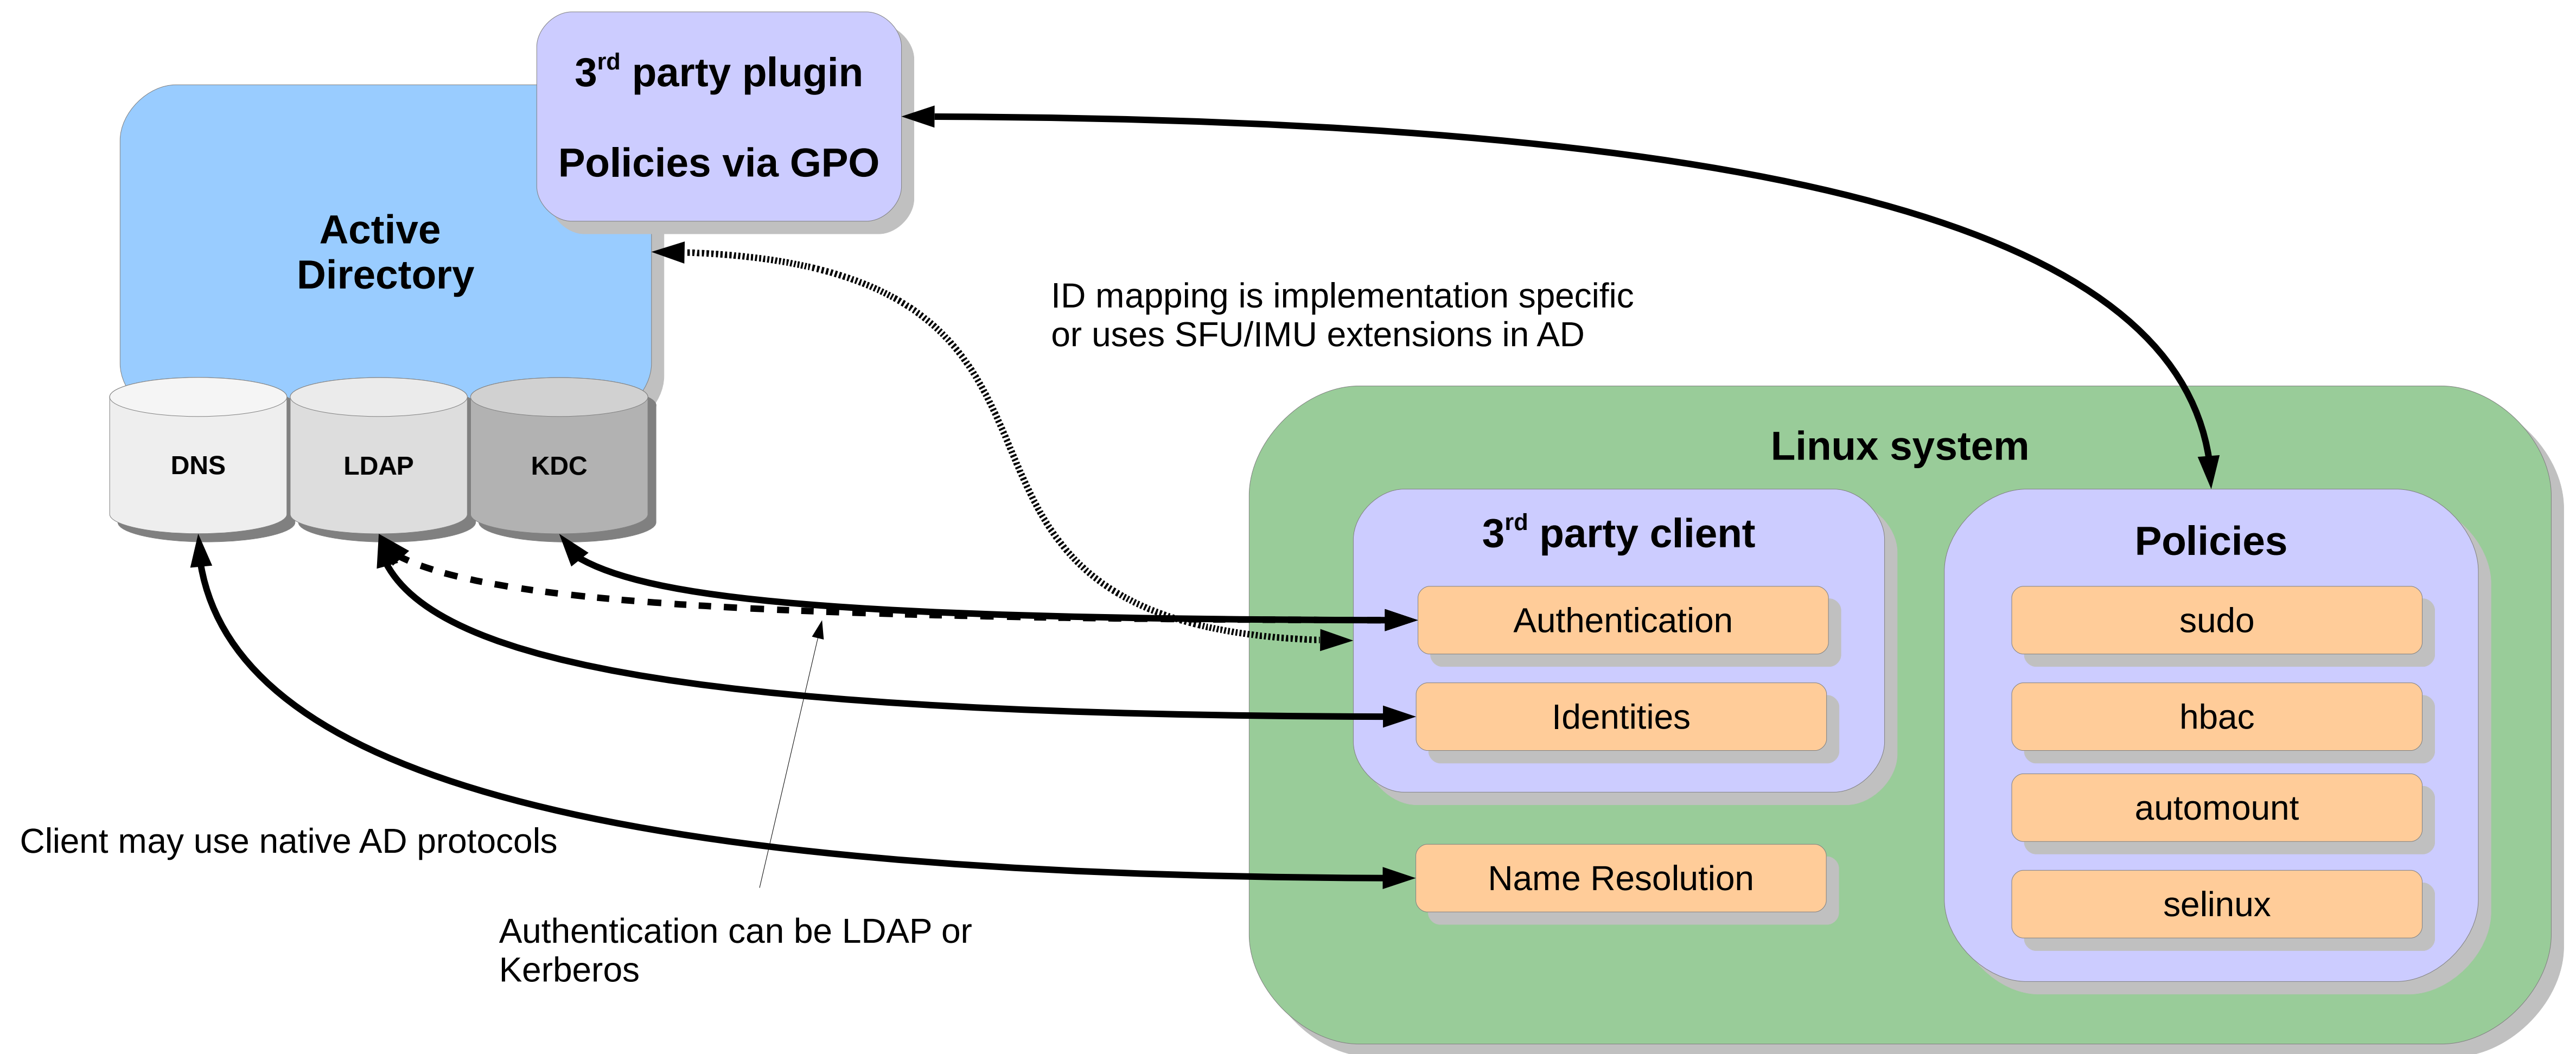 3rd party plugin
Policies via GPO
Active
Directory
DNS
LDAP
KDC
ID mapping is implementation specific
or uses SFU/IMU extensions in AD
Linux system
3rd party client
Authentication
Identities
Name Resolution
Policies
sudo
hbac
automount
selinux
Client may use native AD protocols
Authentication can be LDAP or
Kerberos